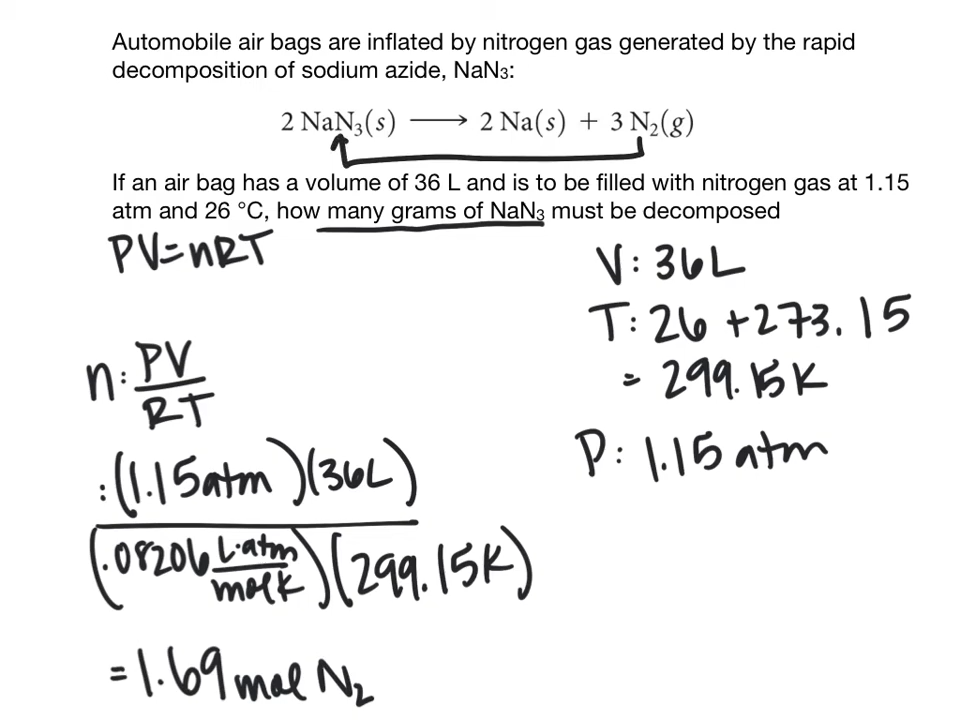 Automobile air bags are inflated by nitrogen gas generated by the rapid
decomposition of sodium azide, NaN₃:
2 NaN₃(s) ⟶ 2 Na(s) + 3 N₂(g)
If an air bag has a volume of 36 L and is to be filled with nitrogen gas at 1.15
atm and 26 °C, how many grams of NaN₃ must be decomposed
PV=nRT
V: 36L
T: 26 +273.15
= 299.15K
P: 1.15 atm
n: PV
RT
: (1.15atm)(36L)
(.08206 L·atm
mol k)(299.15K)
=1.69 mol N₂